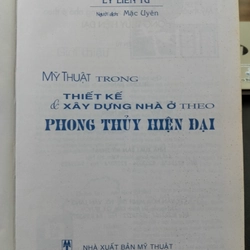 LÝ LIÊN TỬ
Người dịch: Mặc Uyên
MỸ THUẬT TRONG
THIẾT KẾ
& XÂY DỰNG NHÀ Ở THEO
PHONG THỦY HIỆN ĐẠI
NHÀ XUẤT BẢN MỸ THUẬT